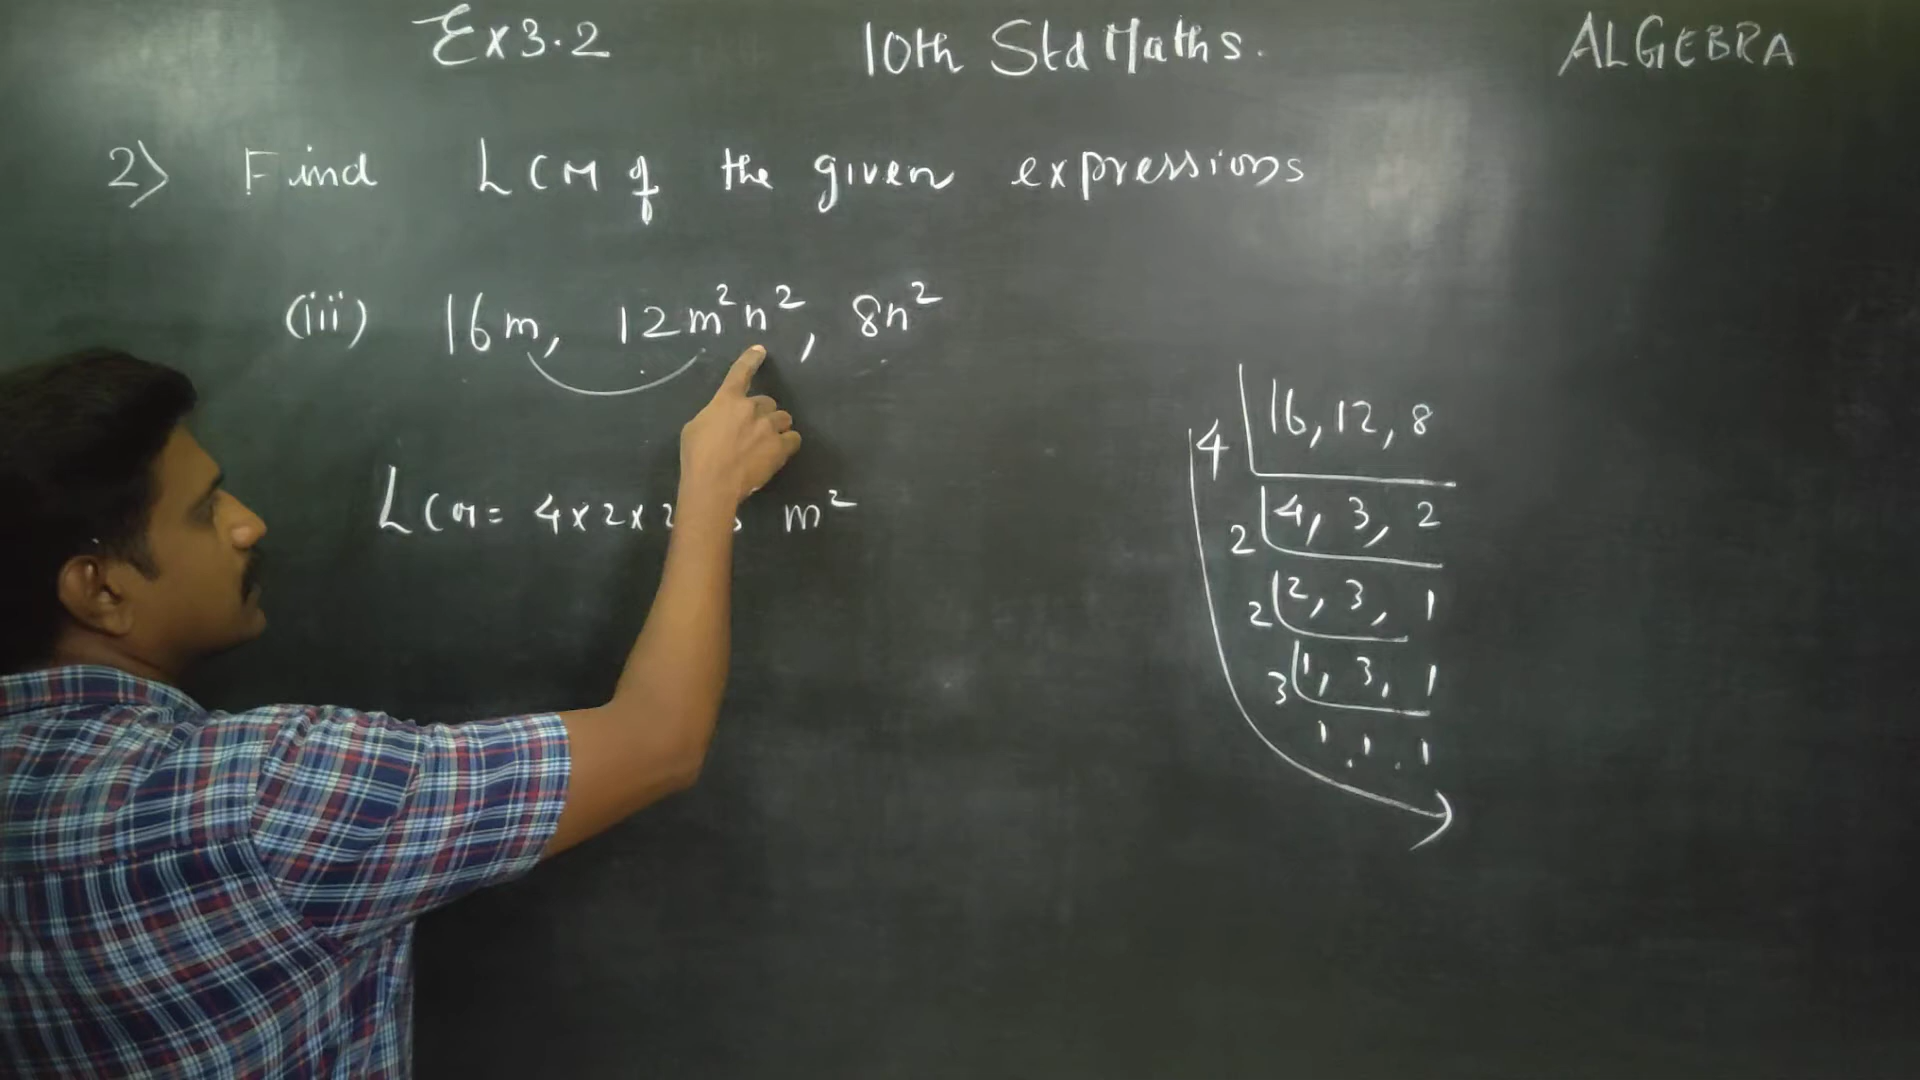 Ex3.2 10th Std Maths. ALGEBRA
2) Find LCM of the given expressions
(iii) 16m, 12m²n², 8n²
LCM = 4×2×2 m²
4 | 16, 12, 8
2 | 4, 3, 2
2 | 2, 3, 1
3 | 1, 3, 1
1, 1, 1